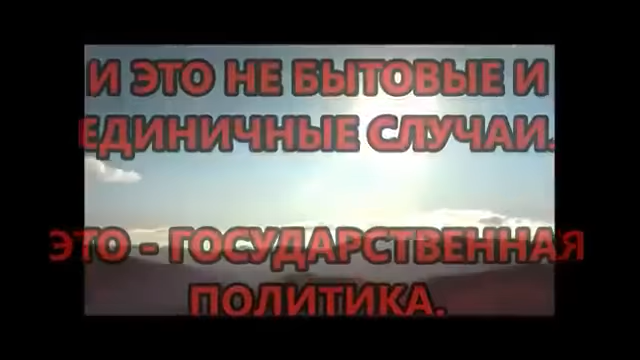 И ЭТО НЕ БЫТОВЫЕ И
ЕДИНИЧНЫЕ СЛУЧАИ.
ЭТО - ГОСУДАРСТВЕННАЯ
ПОЛИТИКА.